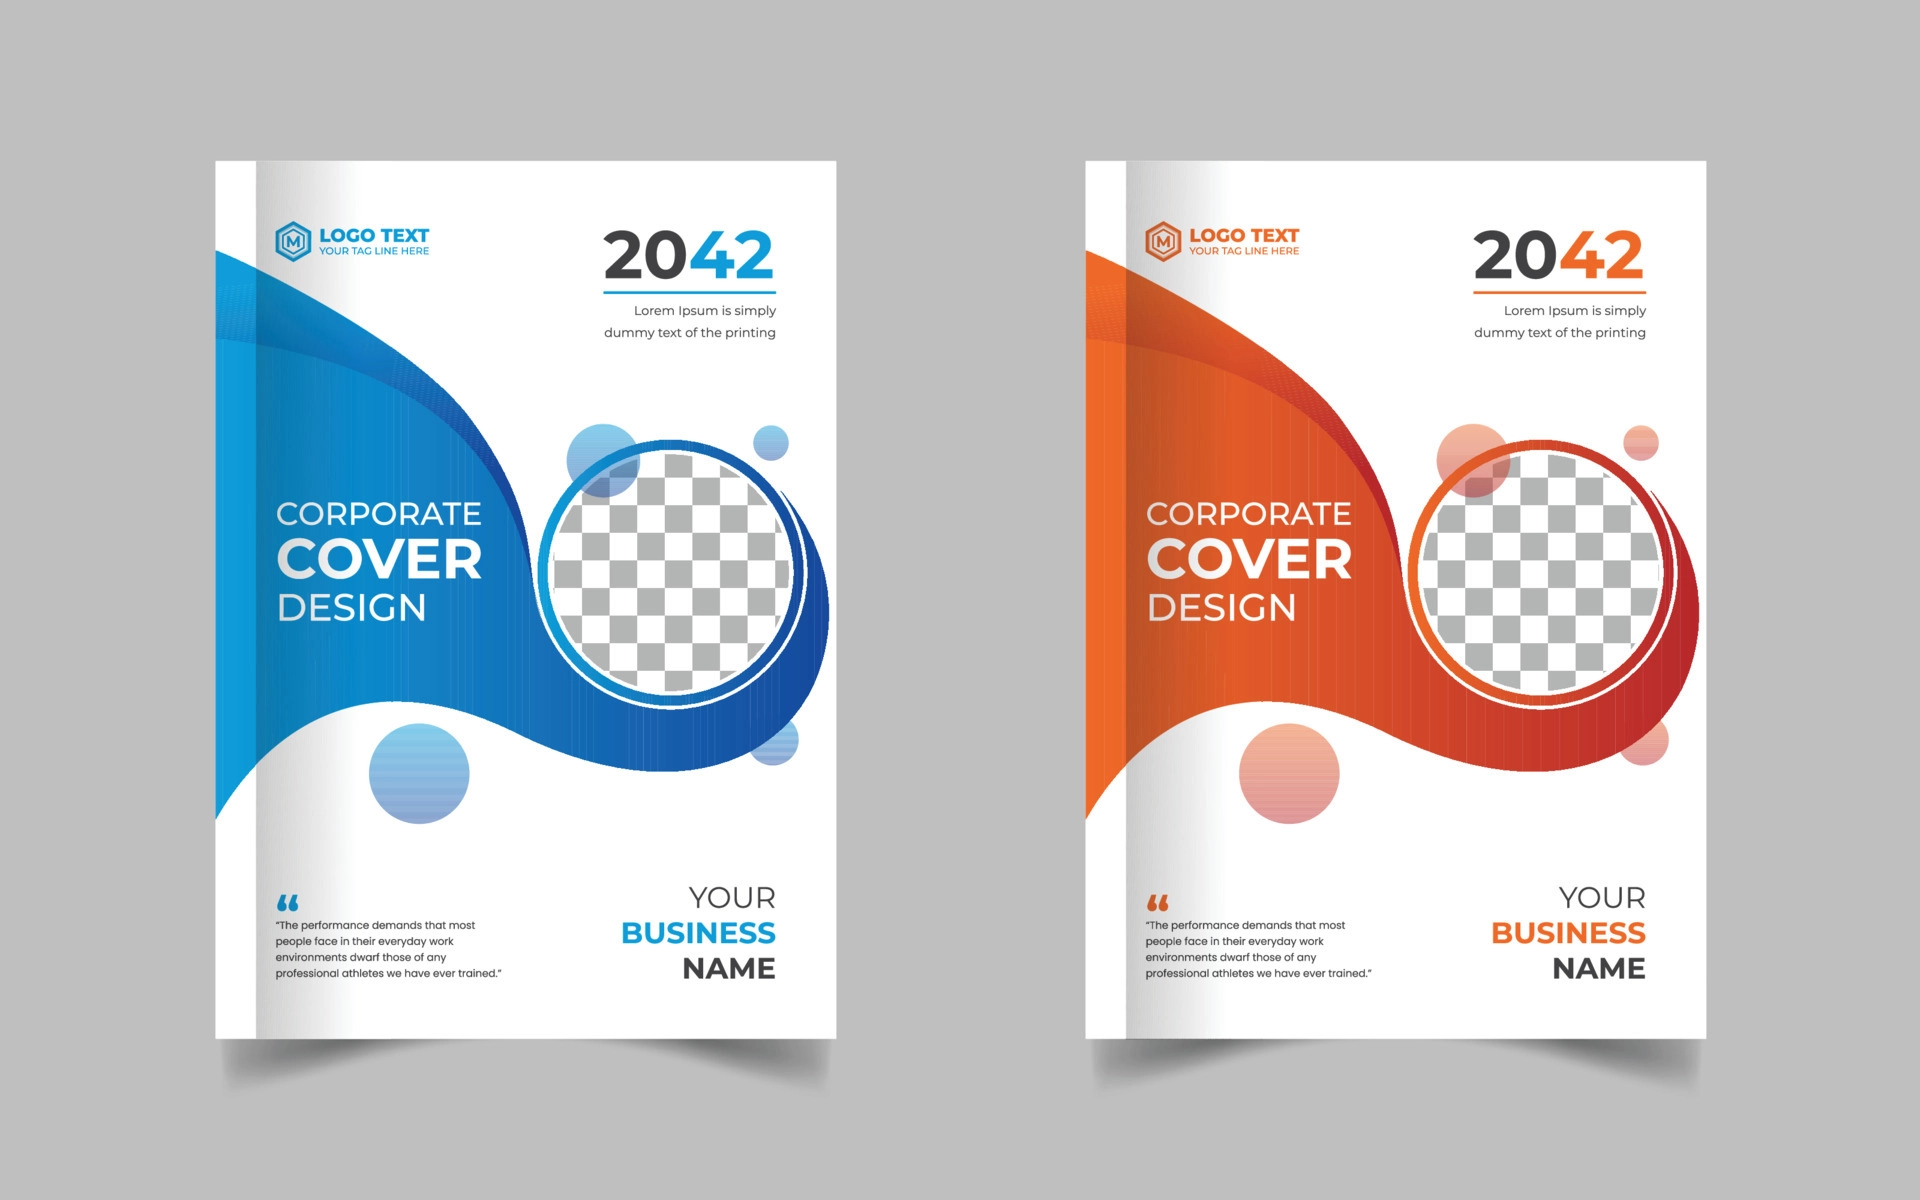 M
LOGO TEXT
YOUR TAG LINE HERE
2042
Lorem Ipsum is simply
dummy text of the printing
CORPORATE
COVER
DESIGN
“The performance demands that most
people face in their everyday work
environments dwarf those of any
professional athletes we have ever trained.”
YOUR
BUSINESS
NAME
M
LOGO TEXT
YOUR TAG LINE HERE
2042
Lorem Ipsum is simply
dummy text of the printing
CORPORATE
COVER
DESIGN
“The performance demands that most
people face in their everyday work
environments dwarf those of any
professional athletes we have ever trained.”
YOUR
BUSINESS
NAME